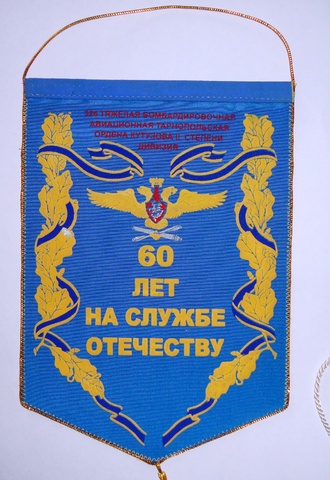 326 ТЯЖЕЛАЯ БОМБАРДИРОВОЧНАЯ
АВИАЦИОННАЯ ТАРНОПОЛЬСКАЯ
ОРДЕНА КУТУЗОВА II СТЕПЕНИ
ДИВИЗИЯ
60
ЛЕТ
НА СЛУЖБЕ
ОТЕЧЕСТВУ